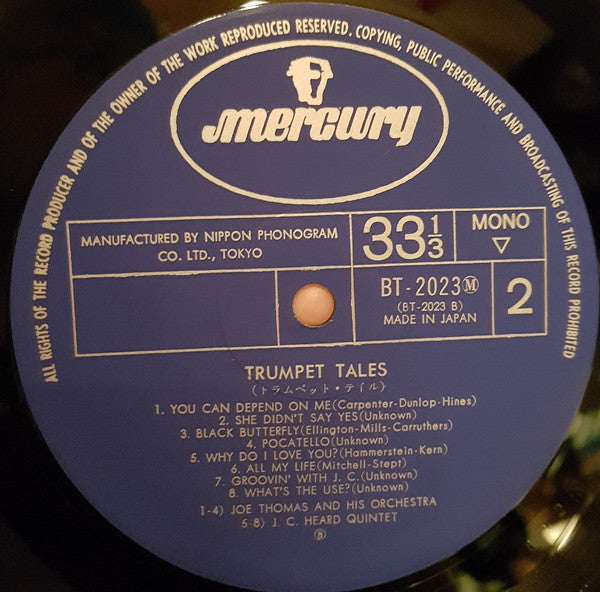 ALL RIGHTS OF THE RECORD PRODUCER AND OF THE OWNER OF THE WORK REPRODUCED RESERVED. COPYING, PUBLIC PERFORMANCE AND BROADCASTING OF THIS RECORD PROHIBITED
mercury
MANUFACTURED BY NIPPON PHONOGRAM
CO. LTD., TOKYO
33 1/3
MONO
▽
BT-2023Ⓜ
(BT-2023 B)
MADE IN JAPAN
2
TRUMPET TALES
(トラムペット・テイル)
1. YOU CAN DEPEND ON ME(Carpenter-Dunlop-Hines)
2. SHE DIDN'T SAY YES(Unknown)
3. BLACK BUTTERFLY(Ellington-Mills-Carruthers)
4. POCATELLO(Unknown)
5. WHY DO I LOVE YOU?(Hammerstein-Kern)
6. ALL MY LIFE(Mitchell-Stept)
7. GROOVIN' WITH J. C.(Unknown)
8. WHAT'S THE USE?(Unknown)
1-4) JOE THOMAS AND HIS ORCHESTRA
5-8) J. C. HEARD QUINTET
⑧